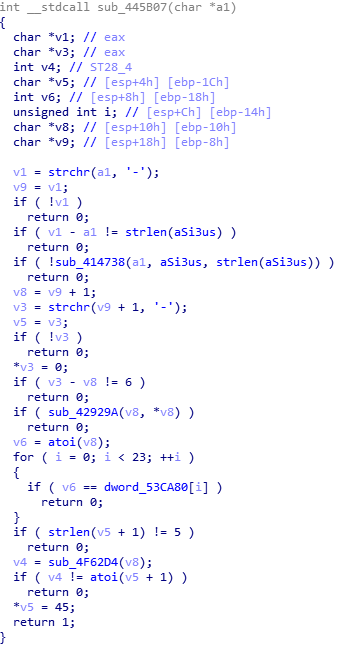 int __stdcall sub_445B07(char *a1)
{
  char *v1; // eax
  char *v3; // eax
  int v4; // ST28_4
  char *v5; // [esp+4h] [ebp-1Ch]
  int v6; // [esp+8h] [ebp-18h]
  unsigned int i; // [esp+Ch] [ebp-14h]
  char *v8; // [esp+10h] [ebp-10h]
  char *v9; // [esp+18h] [ebp-8h]

  v1 = strchr(a1, '-');
  v9 = v1;
  if ( !v1 )
    return 0;
  if ( v1 - a1 != strlen(aSi3us) )
    return 0;
  if ( !sub_414738(a1, aSi3us, strlen(aSi3us)) )
    return 0;
  v8 = v9 + 1;
  v3 = strchr(v9 + 1, '-');
  v5 = v3;
  if ( !v3 )
    return 0;
  *v3 = 0;
  if ( v3 - v8 != 6 )
    return 0;
  if ( sub_42929A(v8, *v8) )
    return 0;
  v6 = atoi(v8);
  for ( i = 0; i < 23; ++i )
  {
    if ( v6 == dword_53CA80[i] )
      return 0;
  }
  if ( strlen(v5 + 1) != 5 )
    return 0;
  v4 = sub_4F62D4(v8);
  if ( v4 != atoi(v5 + 1) )
    return 0;
  *v5 = 45;
  return 1;
}